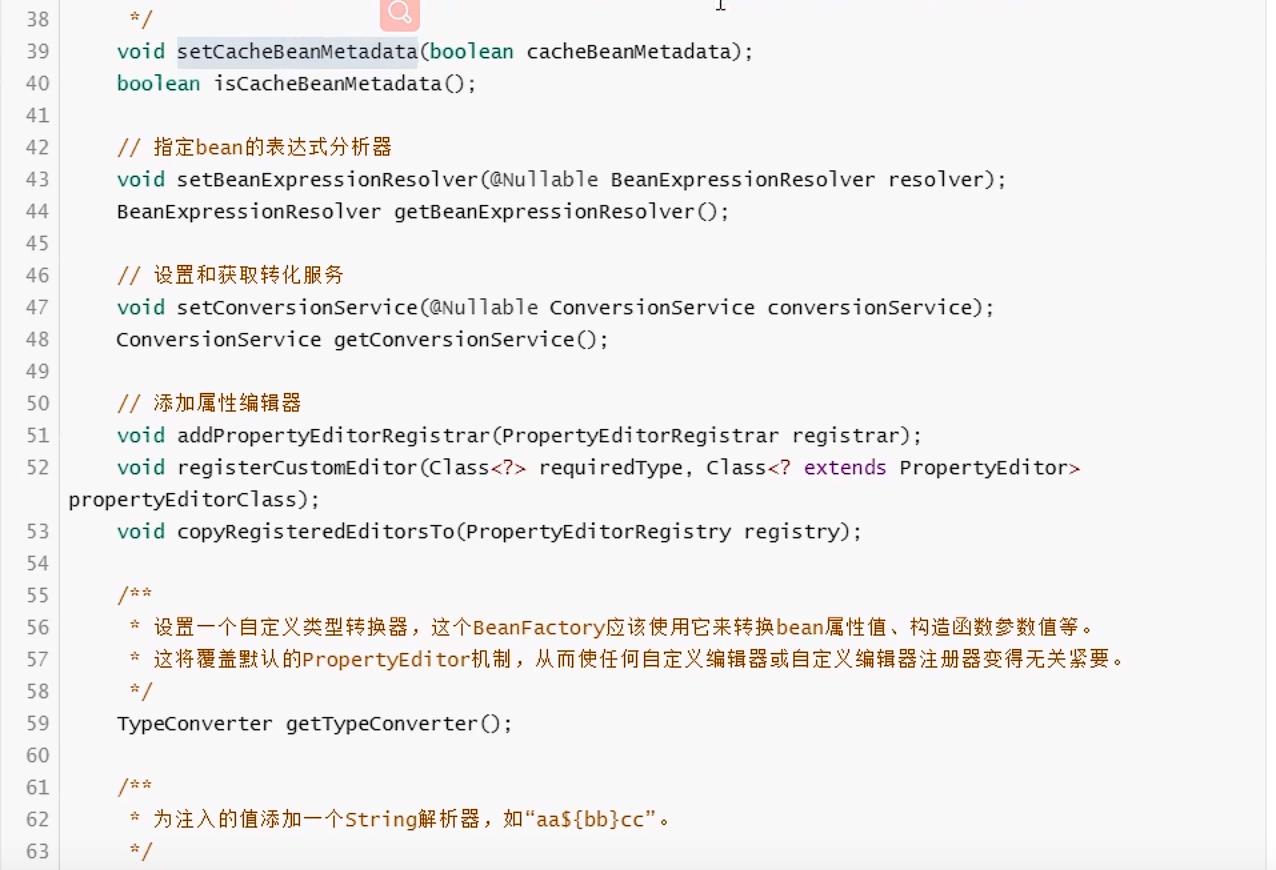 38 */
39 void setCacheBeanMetadata(boolean cacheBeanMetadata);
40 boolean isCacheBeanMetadata();
41
42 // 指定bean的表达式分析器
43 void setBeanExpressionResolver(@Nullable BeanExpressionResolver resolver);
44 BeanExpressionResolver getBeanExpressionResolver();
45
46 // 设置和获取转化服务
47 void setConversionService(@Nullable ConversionService conversionService);
48 ConversionService getConversionService();
49
50 // 添加属性编辑器
51 void addPropertyEditorRegistrar(PropertyEditorRegistrar registrar);
52 void registerCustomEditor(Class<?> requiredType, Class<? extends PropertyEditor>
propertyEditorClass);
53 void copyRegisteredEditorsTo(PropertyEditorRegistry registry);
54
55 /**
56 * 设置一个自定义类型转换器，这个BeanFactory应该使用它来转换bean属性值、构造函数参数值等。
57 * 这将覆盖默认的PropertyEditor机制，从而使任何自定义编辑器或自定义编辑器注册器变得无关紧要。
58 */
59 TypeConverter getTypeConverter();
60
61 /**
62 * 为注入的值添加一个String解析器，如“aa${bb}cc”。
63 */